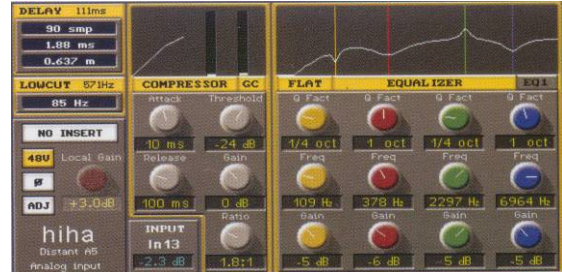 DELAY 111ms
90 smp
1.88 ms
0.637 m
LOWCUT 571Hz
85 Hz
NO INSERT
48V Local Gain
Ø
ADJ +3.0dB
hiha
Distant A5
Analog input
COMPRESSOR GC
Attack Threshold
10 ms -24 dB
Release Gain
100 ms 0 dB
Ratio
1.8:1
INPUT
In13
-2.3 dB
FLAT EQUALIZER EQ1
Q Fact Q Fact Q Fact Q Fact
1/4 oct 1 oct 1/4 oct 1 oct
Freq Freq Freq Freq
109 Hz 378 Hz 2297 Hz 6964 Hz
Gain Gain Gain Gain
-5 dB -6 dB -5 dB -5 dB